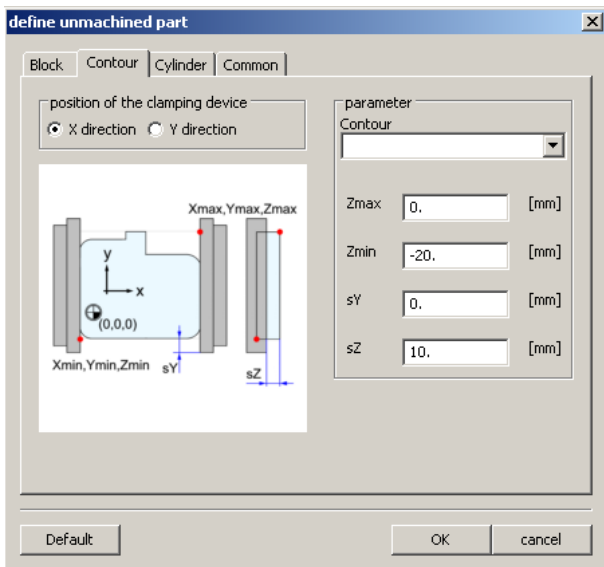 define unmachined part
Block Contour Cylinder Common
position of the clamping device
X direction Y direction
parameter
Contour
Xmax,Ymax,Zmax
y
x
(0,0,0)
Xmin,Ymin,Zmin sY
sZ
Zmax 0. [mm]
Zmin -20. [mm]
sY 0. [mm]
sZ 10. [mm]
Default OK cancel